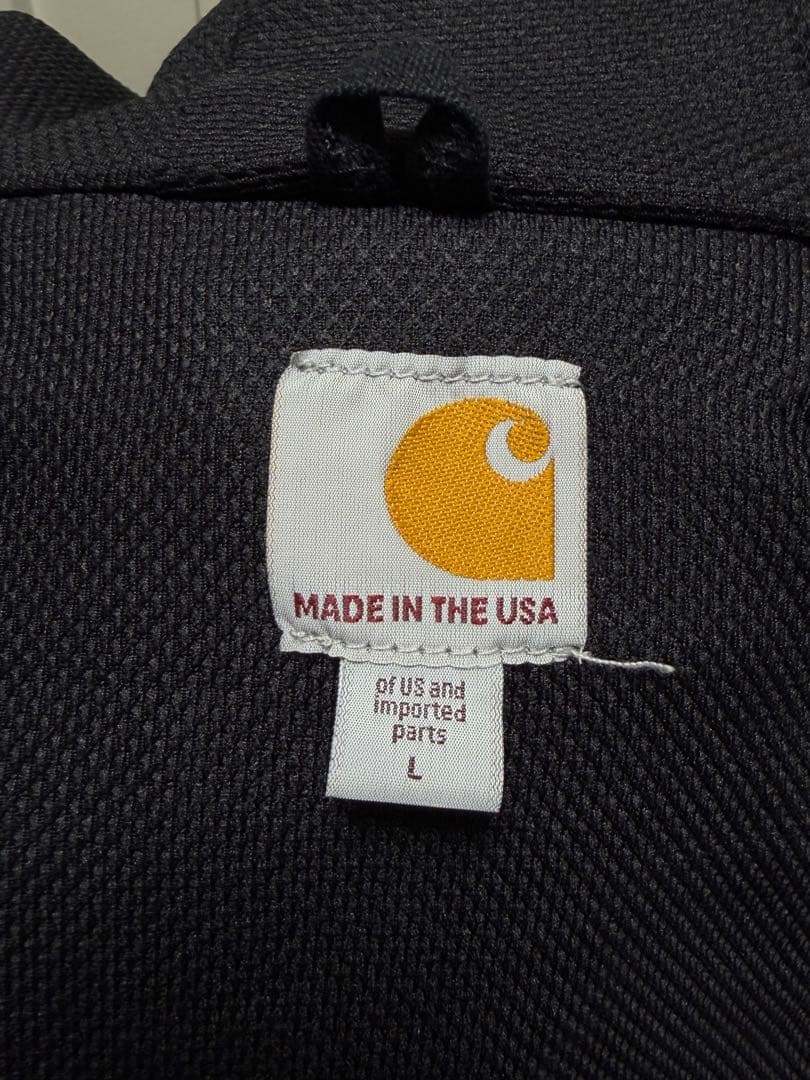 MADE IN THE USA
of US and
imported
parts
L